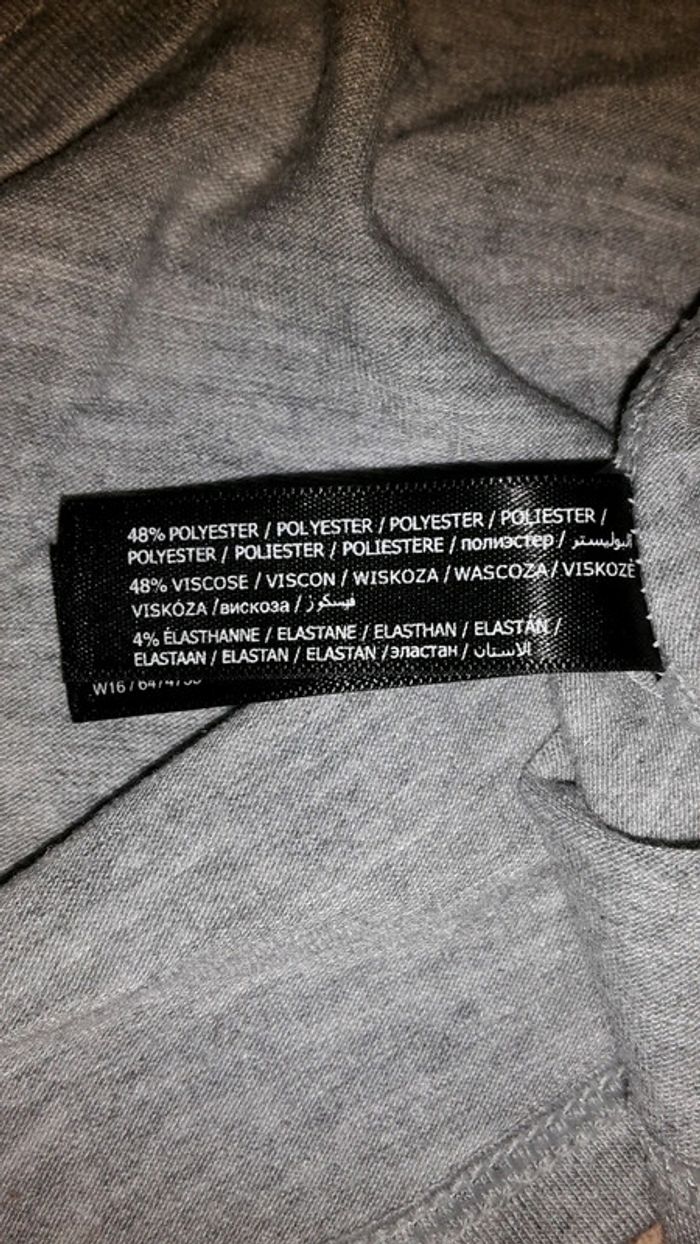 48% POLYESTER / POLYESTER / POLYESTER / POLIESTER /
POLYESTER / POLIESTER / POLIESTERE / полиэстер / البوليستر
48% VISCOSE / VISCON / WISKOZA / WASCOZA / VISKOZĖ
VISKÓZA /вискоза / فيسكوز
4% ÉLASTHANNE / ELASTANE / ELASTHAN / ELASTÁN /
ELASTAAN / ELASTAN / ELASTAN /эластан / الاستان
W16 /